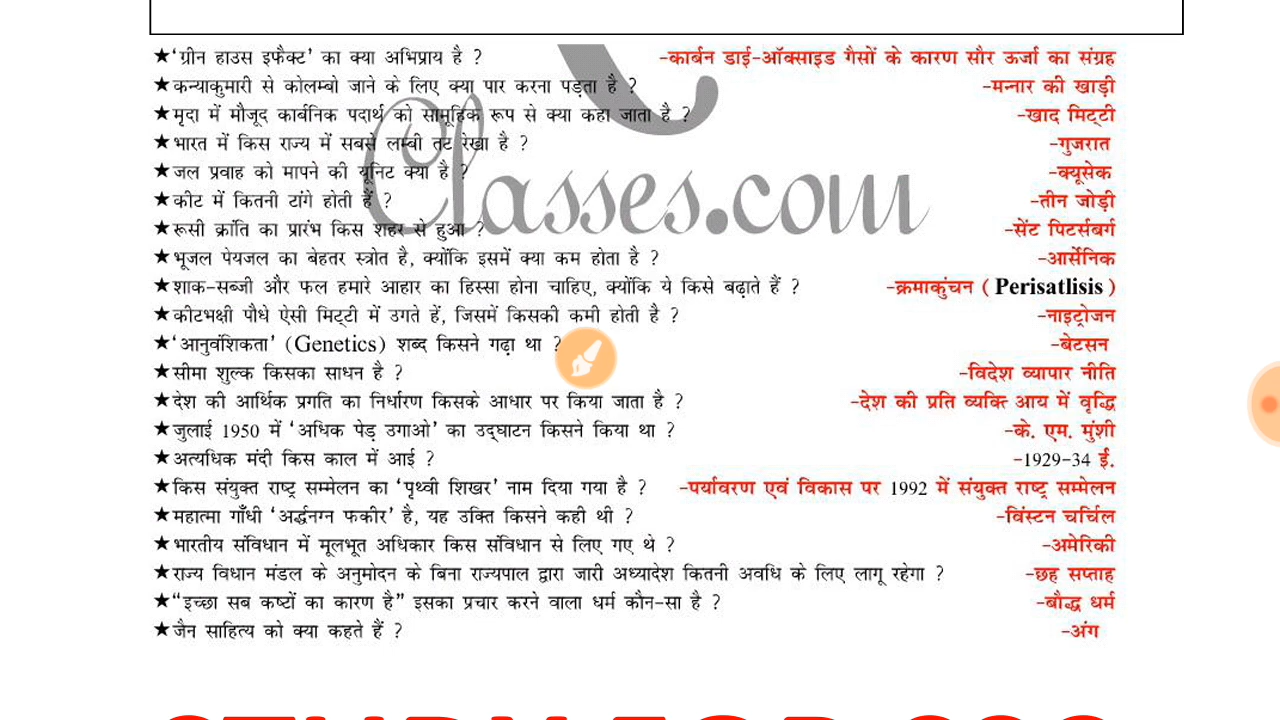 ★‘ग्रीन हाउस इफैक्ट’ का क्या अभिप्राय है ? -कार्बन डाई-ऑक्साइड गैसों के कारण सौर ऊर्जा का संग्रह
★कन्याकुमारी से कोलम्बो जाने के लिए क्या पार करना पड़ता है ? -मन्नार की खाड़ी
★मृदा में मौजूद कार्बनिक पदार्थ को सामूहिक रूप से क्या कहा जाता है ? -खाद मिट्टी
★भारत में किस राज्य में सबसे लम्बी तट रेखा है ? -गुजरात
★जल प्रवाह को मापने की यूनिट क्या है ? -क्यूसेक
★कीट में कितनी टांगे होती हैं ? -तीन जोड़ी
★रूसी क्रांति का प्रारंभ किस शहर से हुआ ? -सेंट पिटर्सबर्ग
★भूजल पेयजल का बेहतर स्त्रोत है, क्योंकि इसमें क्या कम होता है ? -आर्सेनिक
★शाक-सब्जी और फल हमारे आहार का हिस्सा होना चाहिए, क्योंकि ये किसे बढ़ाते हैं ? -क्रमाकुंचन ( Perisatlisis )
★कीटभक्षी पौधे ऐसी मिट्टी में उगते हें, जिसमें किसकी कमी होती है ? -नाइट्रोजन
★‘आनुवंशिकता’ (Genetics) शब्द किसने गढ़ा था ? -बेटसन
★सीमा शुल्क किसका साधन है ? -विदेश व्यापार नीति
★देश की आर्थिक प्रगति का निर्धारण किसके आधार पर किया जाता है ? -देश की प्रति व्यक्ति आय में वृद्धि
★जुलाई 1950 में ‘अधिक पेड़ उगाओ’ का उद्घाटन किसने किया था ? -के. एम. मुंशी
★अत्यधिक मंदी किस काल में आई ? -1929-34 ई.
★किस संयुक्त राष्ट्र सम्मेलन का ‘पृथ्वी शिखर’ नाम दिया गया है ? -पर्यावरण एवं विकास पर 1992 में संयुक्त राष्ट्र सम्मेलन
★महात्मा गाँधी ‘अर्द्धनग्न फकीर’ है, यह उक्ति किसने कही थी ? -विंस्टन चर्चिल
★भारतीय संविधान में मूलभूत अधिकार किस संविधान से लिए गए थे ? -अमेरिकी
★राज्य विधान मंडल के अनुमोदन के बिना राज्यपाल द्वारा जारी अध्यादेश कितनी अवधि के लिए लागू रहेगा ? -छह सप्ताह
★“इच्छा सब कष्टों का कारण है” इसका प्रचार करने वाला धर्म कौन-सा है ? -बौद्ध धर्म
★जैन साहित्य को क्या कहते हैं ? -अंग
Classes.com